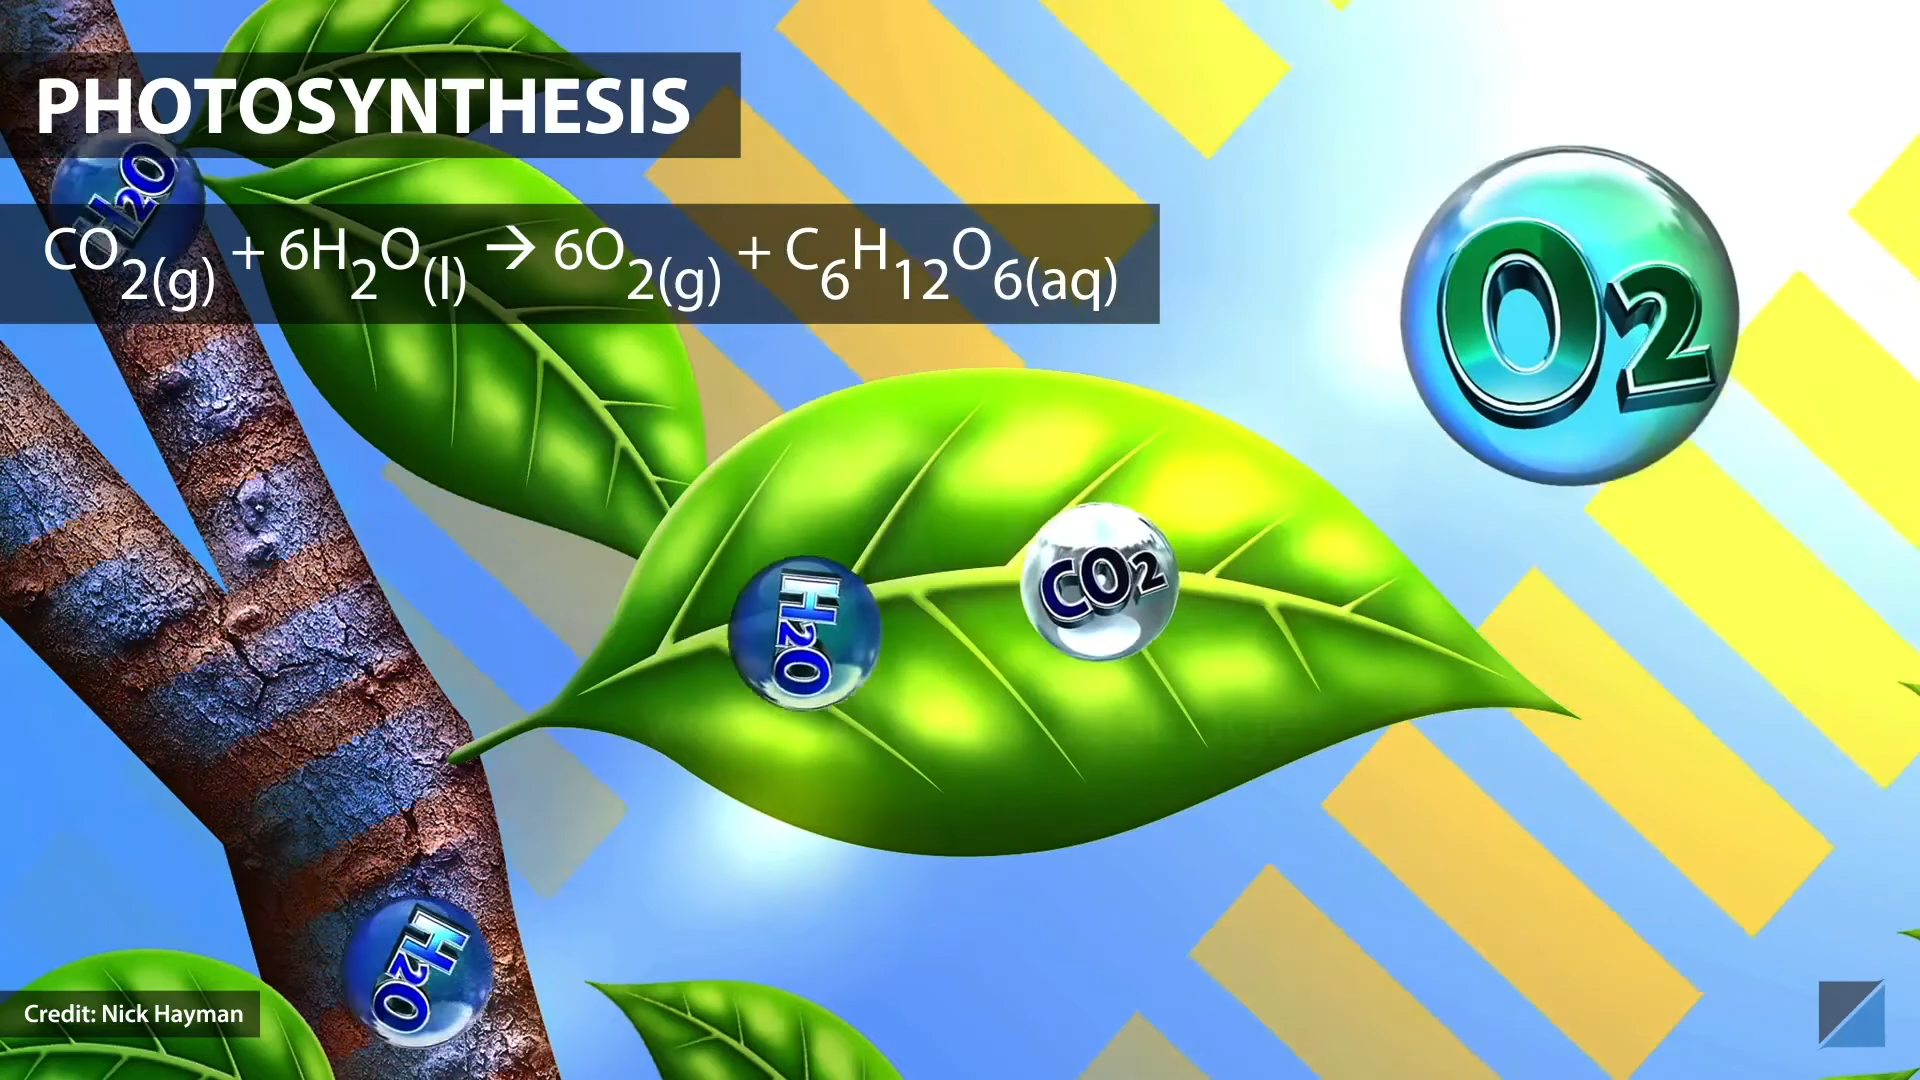 PHOTOSYNTHESIS
H2O
CO2(g) + 6H2O(l) → 6O2(g) + C6H12O6(aq)
O2
CO2
H2O
H2O
Credit: Nick Hayman